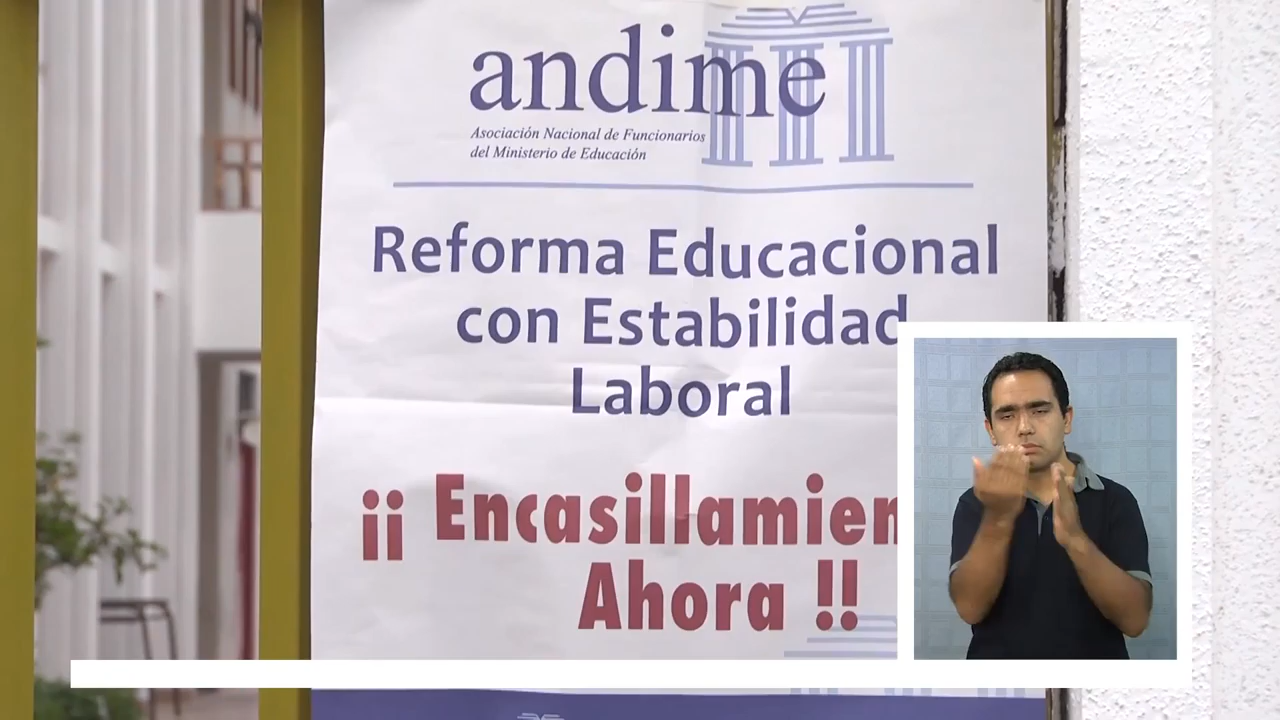 andime
Asociación Nacional de Funcionarios
del Ministerio de Educación
Reforma Educacional
con Estabilidad
Laboral
¡¡ Encasillamien
Ahora !!